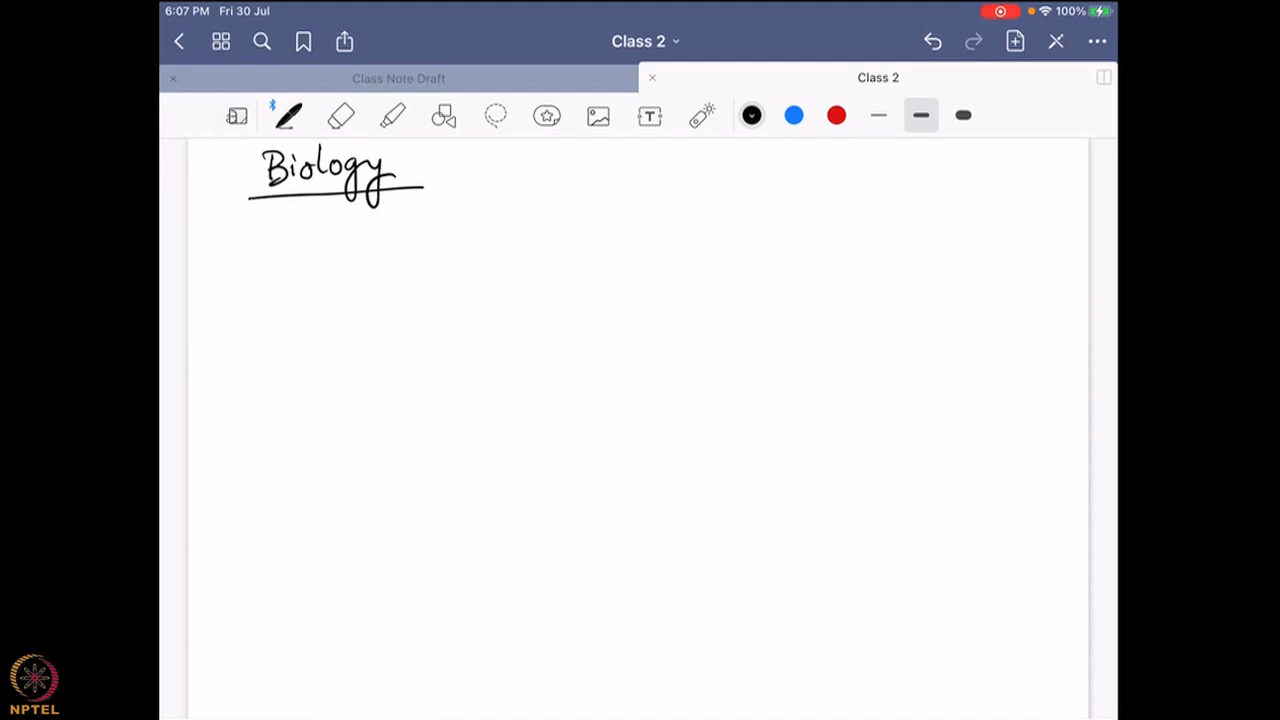 6:07 PM Fri 30 Jul 100%
Class 2
Class Note Draft
Class 2
T
Biology
NPTEL